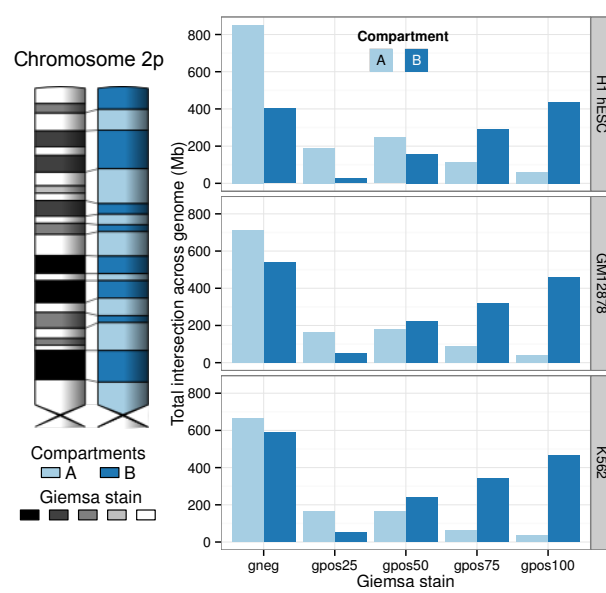 Chromosome 2p
Compartments
A B
Giemsa stain
Total intersection across genome (Mb)
Compartment
A B
800
600
400
200
0
H1 hESC
800
600
400
200
0
GM12878
800
600
400
200
0
K562
gneg gpos25 gpos50 gpos75 gpos100
Giemsa stain